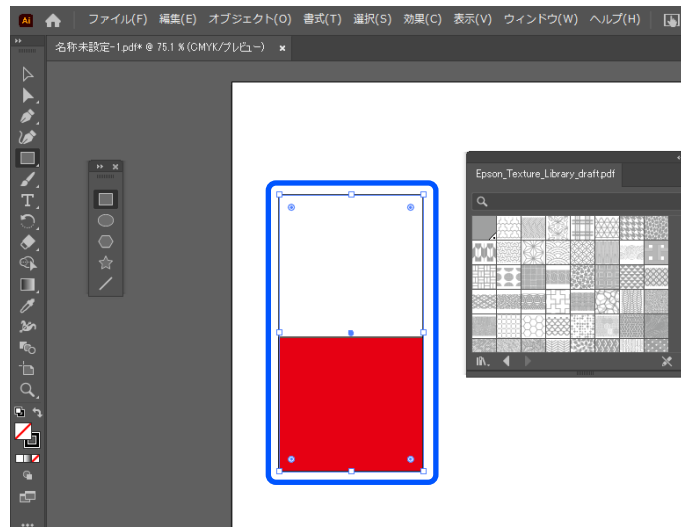 Ai ファイル(F) 編集(E) オブジェクト(O) 書式(T) 選択(S) 効果(C) 表示(V) ウィンドウ(W) ヘルプ(H)
名称未設定-1.pdf* @ 75.1 % (CMYK/プレビュー) ×
Epson_Texture_Library_draft.pdf